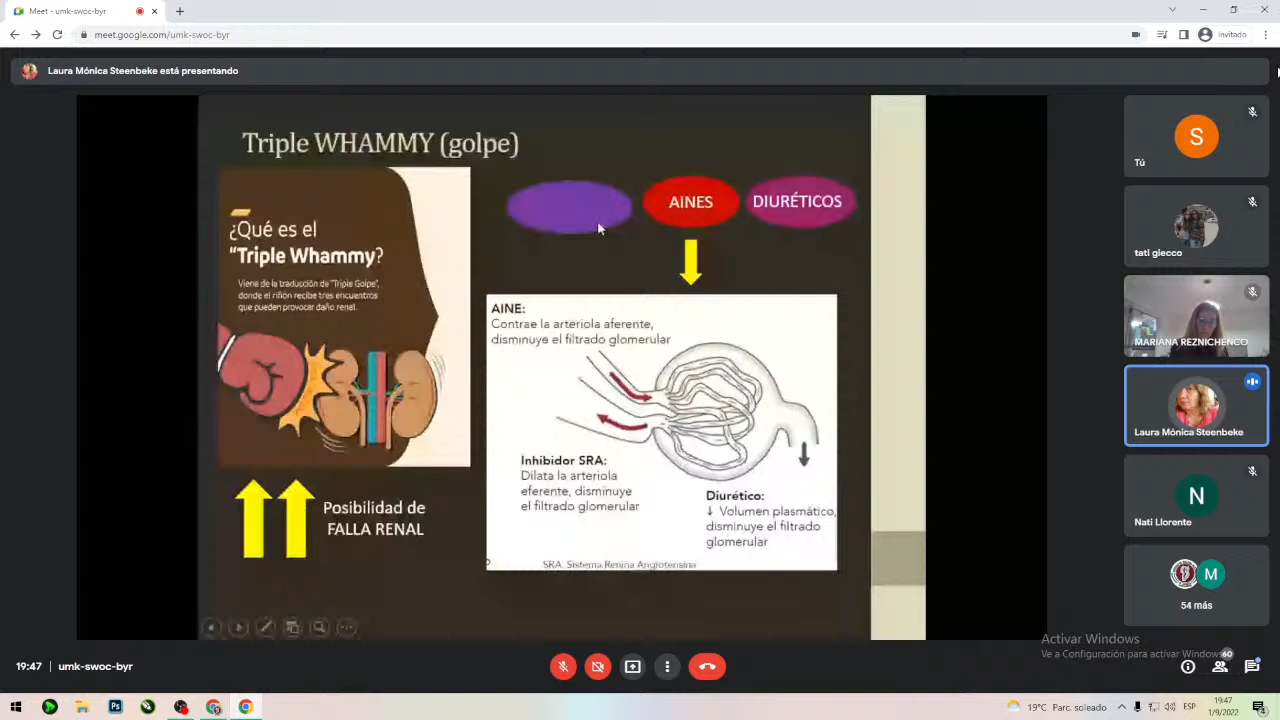 Meet - umk-swoc-byr
meet.google.com/umk-swoc-byr
Invitado
Laura Mónica Steenbeke está presentando
Triple WHAMMY (golpe)
¿Qué es el
"Triple Whammy?
Viene de la traducción de "Triple Golpe",
donde el riñón recibe tres encuentros
que pueden provocar daño renal.
AINES
DIURÉTICOS
AINE:
Contrae la arteriola aferente,
disminuye el filtrado glomerular
Inhibidor SRA:
Dilata la arteriola
eferente, disminuye
el filtrado glomerular
Diurético:
↓ Volumen plasmático,
disminuye el filtrado
glomerular
SRA, Sistema Renina Angiotensina
Posibilidad de
FALLA RENAL
S
Tú
tati giecco
MARIANA REZNICHENCO
Laura Mónica Steenbeke
N
Nati Llorente
M
54 más
Activar Windows
Ve a Configuración para activar Windows.
19:47 | umk-swoc-byr
60
19°C Parc. soleado
ESP
19:47
1/9/2022
4